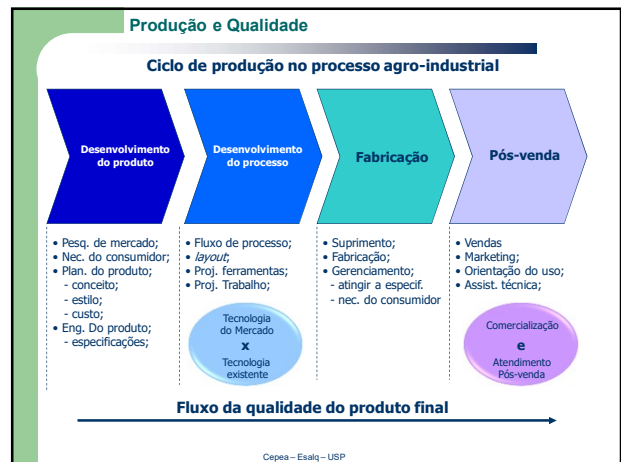 Produção e Qualidade
Ciclo de produção no processo agro-industrial
Desenvolvimento
do produto
Desenvolvimento
do processo
Fabricação
Pós-venda
• Pesq. de mercado;
• Nec. do consumidor;
• Plan. do produto;
- conceito;
- estilo;
- custo;
• Eng. Do produto;
- especificações;
• Fluxo de processo;
• layout;
• Proj. ferramentas;
• Proj. Trabalho;
Tecnologia
do Mercado
x
Tecnologia
existente
• Suprimento;
• Fabricação;
• Gerenciamento;
- atingir a especif.
- nec. do consumidor
• Vendas
• Marketing;
• Orientação do uso;
• Assist. técnica;
Comercialização
e
Atendimento
Pós-venda
Fluxo da qualidade do produto final
Cepea – Esalq – USP